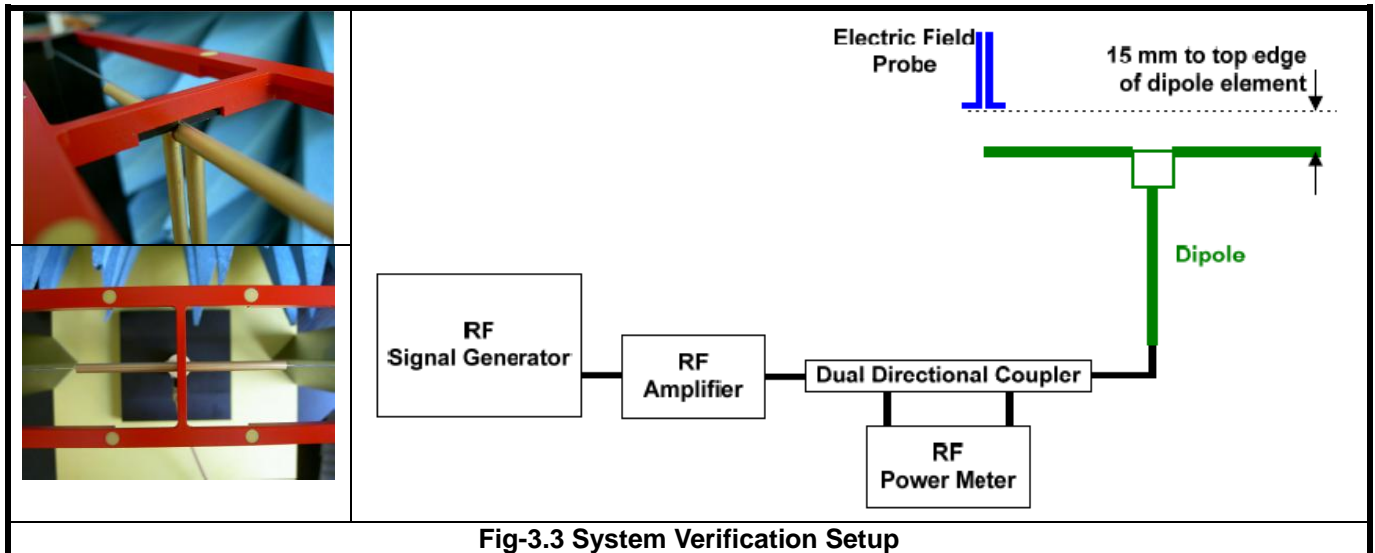 Electric Field
Probe
15 mm to top edge
of dipole element
Dipole
RF
Signal Generator
RF
Amplifier
Dual Directional Coupler
RF
Power Meter
Fig-3.3 System Verification Setup